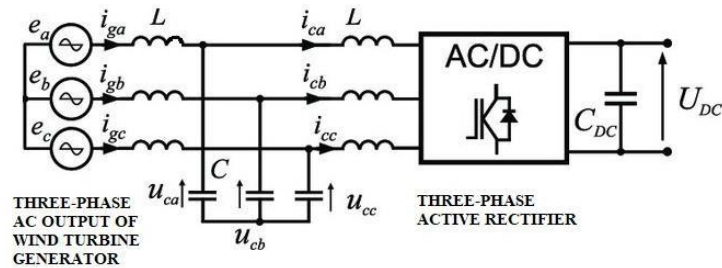 e_a i_ga L i_ca L
AC/DC
e_b i_gb i_cb
C_DC U_DC
e_c i_gc i_cc
C
u_ca u_cc
u_cb
THREE-PHASE
AC OUTPUT OF
WIND TURBINE
GENERATOR
THREE-PHASE
ACTIVE RECTIFIER